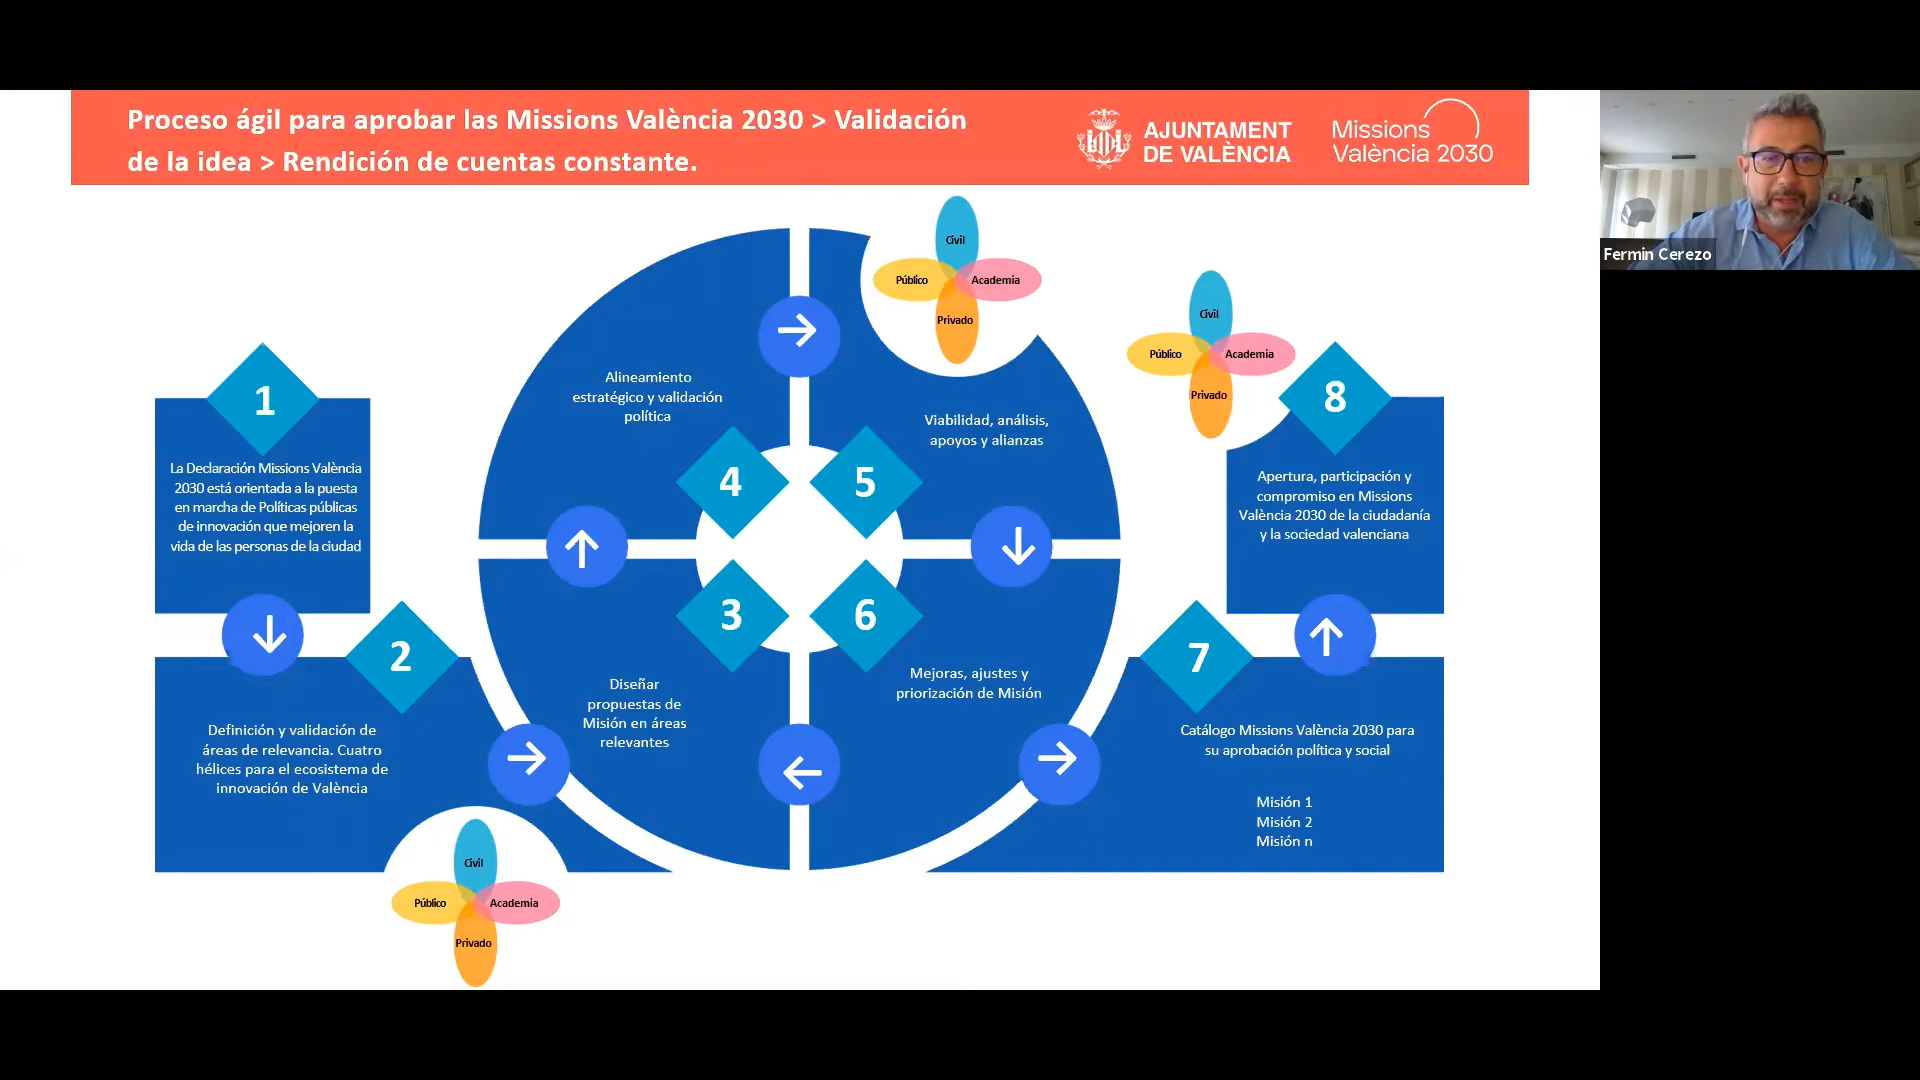 Proceso ágil para aprobar las Missions València 2030 > Validación
de la idea > Rendición de cuentas constante.
AJUNTAMENT
DE VALÈNCIA
Missions
València 2030
Fermin Cerezo
1
La Declaración Missions València
2030 está orientada a la puesta
en marcha de Políticas públicas
de innovación que mejoren la
vida de las personas de la ciudad
2
Definición y validación de
áreas de relevancia. Cuatro
hélices para el ecosistema de
innovación de València
Civil
Público
Academia
Privado
3
Diseñar
propuestas de
Misión en áreas
relevantes
4
Alineamiento
estratégico y validación
política
5
Viabilidad, análisis,
apoyos y alianzas
Civil
Público
Academia
Privado
6
Mejoras, ajustes y
priorización de Misión
7
Catálogo Missions València 2030 para
su aprobación política y social
Misión 1
Misión 2
Misión n
8
Apertura, participación y
compromiso en Missions
València 2030 de la ciudadanía
y la sociedad valenciana
Civil
Público
Academia
Privado